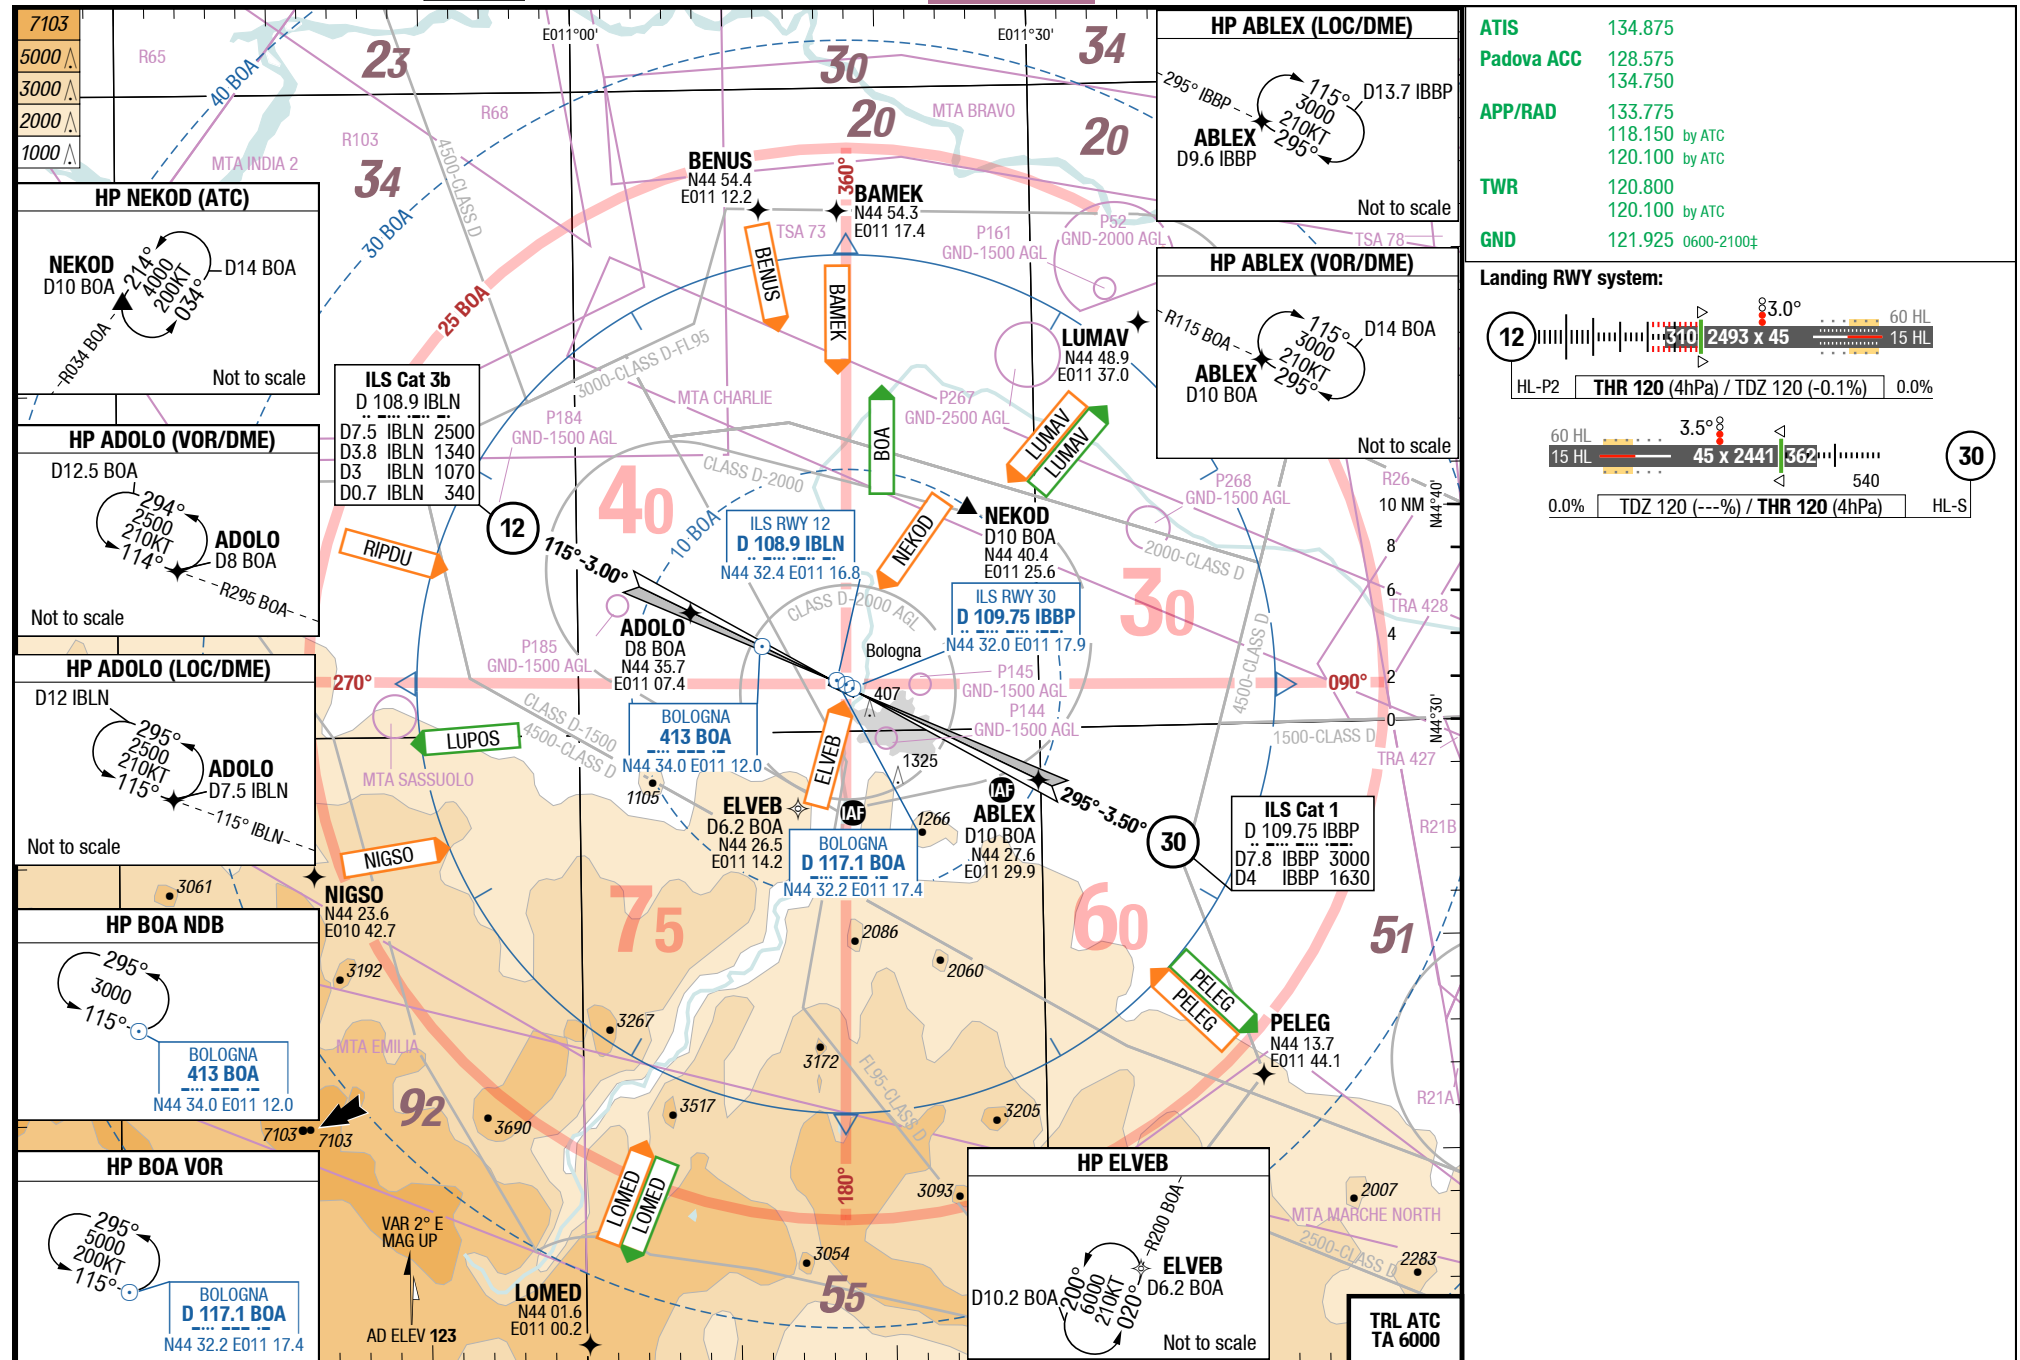 7103
5000
3000
2000
1000
R65
23
40 BOA
E011°00'
30
E011°30'
34
R68
R103
MTA INDIA 2
34
4500-CLASS D
20
MTA BRAVO
20
30 BOA
25 BOA
360°
BENUS
N44 54.4
E011 12.2
BAMEK
N44 54.3
E011 17.4
TSA 73
P161
GND-1500 AGL
P52
GND-2000 AGL
TSA 78
BENUS
BAMEK
LUMAV
N44 48.9
E011 37.0
HP NEKOD (ATC)
NEKOD
D10 BOA
214°
4000
200KT
034°
D14 BOA
R034 BOA
Not to scale
HP ABLEX (LOC/DME)
295° IBBP
115°
3000
210KT
295°
D13.7 IBBP
ABLEX
D9.6 IBBP
Not to scale
HP ABLEX (VOR/DME)
R115 BOA
115°
3000
210KT
295°
D14 BOA
ABLEX
D10 BOA
Not to scale
ILS Cat 3b
D 108.9 IBLN
D7.5 IBLN 2500
D3.8 IBLN 1340
D3 IBLN 1070
D0.7 IBLN 340
12
3000-CLASS D-FL95
P184
GND-1500 AGL
MTA CHARLIE
P267
GND-2500 AGL
CLASS D-2000
BOA
LUMAV
LUMAV
P268
GND-1500 AGL
R26
10 NM
N44°40'
8
6
4
2
0
N44°30'
HP ADOLO (VOR/DME)
D12.5 BOA
294°
2500
210KT
114°
ADOLO
D8 BOA
R295 BOA
Not to scale
40
10 BOA
ILS RWY 12
D 108.9 IBLN
N44 32.4 E011 16.8
NEKOD
NEKOD
D10 BOA
N44 40.4
E011 25.6
2000-CLASS D
30
TRA 428
RIPDU
115°-3.00°
CLASS D-2000 AGL
ILS RWY 30
D 109.75 IBBP
N44 32.0 E011 17.9
ADOLO
D8 BOA
N44 35.7
E011 07.4
P185
GND-1500 AGL
Bologna
P145
GND-1500 AGL
P144
GND-1500 AGL
407
4500-CLASS D
270°
090°
HP ADOLO (LOC/DME)
D12 IBLN
295°
2500
210KT
115°
ADOLO
D7.5 IBLN
115° IBLN
Not to scale
LUPOS
MTA SASSUOLO
CLASS D-1500
4500-CLASS D
BOLOGNA
413 BOA
N44 34.0 E011 12.0
ELVEB
1325
1500-CLASS D
TRA 427
1105
ELVEB
D6.2 BOA
N44 26.5
E011 14.2
IAF
IAF
ABLEX
D10 BOA
N44 27.6
E011 29.9
295°-3.50°
30
ILS Cat 1
D 109.75 IBBP
D7.8 IBBP 3000
D4 IBBP 1630
R21B
BOLOGNA
D 117.1 BOA
N44 32.2 E011 17.4
1266
NIGSO
NIGSO
N44 23.6
E010 42.7
3061
75
60
51
2086
2060
3192
HP BOA NDB
295°
3000
115°
BOLOGNA
413 BOA
N44 34.0 E011 12.0
3267
MTA EMILIA
3172
FL95-CLASS D
PELEG
PELEG
PELEG
N44 13.7
E011 44.1
R21A
92
3690
3517
3205
7103
7103
HP BOA VOR
295°
5000
200KT
115°
BOLOGNA
D 117.1 BOA
N44 32.2 E011 17.4
VAR 2° E
MAG UP
AD ELEV 123
LOMED
LOMED
LOMED
N44 01.6
E011 00.2
180°
3093
3054
55
HP ELVEB
R200 BOA
D10.2 BOA
200°
6000
210KT
020°
ELVEB
D6.2 BOA
Not to scale
2007
MTA MARCHE NORTH
2500-CLASS D
2283
TRL ATC
TA 6000
ATIS 134.875
Padova ACC 128.575
134.750
APP/RAD 133.775
118.150 by ATC
120.100 by ATC
TWR 120.800
120.100 by ATC
GND 121.925 0600-2100‡
Landing RWY system:
12
310
2493 x 45
3.0°
60 HL
15 HL
HL-P2 THR 120 (4hPa) / TDZ 120 (-0.1%) 0.0%
60 HL
15 HL
3.5°
45 x 2441
362
540
30
0.0% TDZ 120 (---%) / THR 120 (4hPa) HL-S